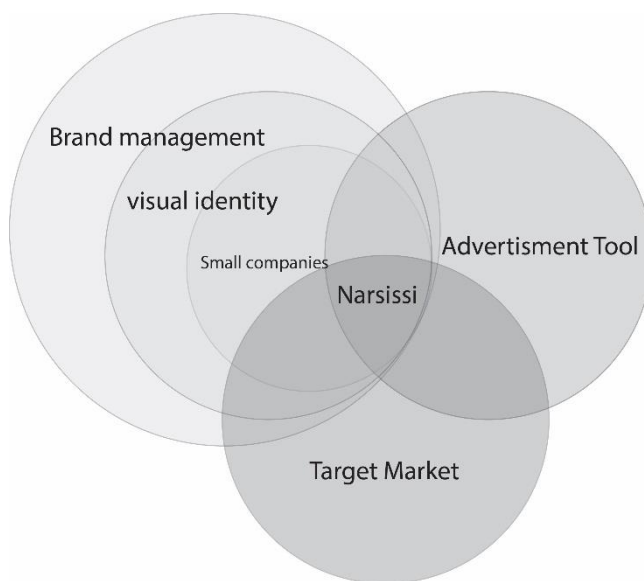 Brand management
visual identity
Small companies
Advertisment Tool
Narsissi
Target Market